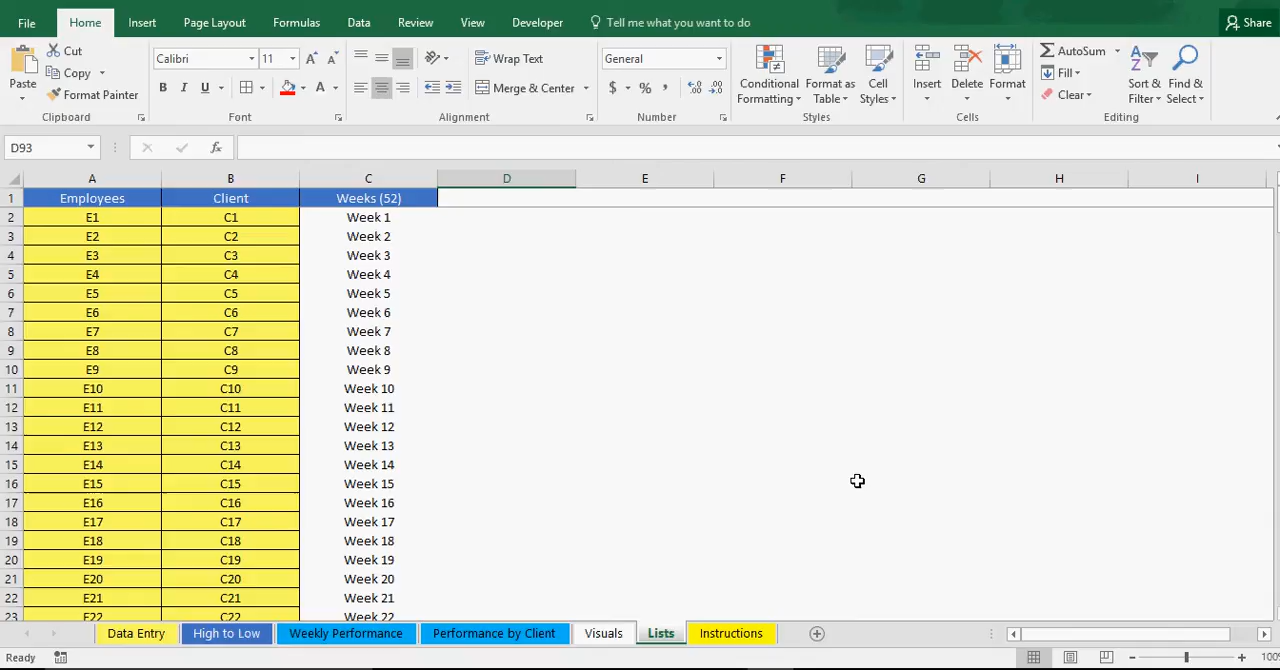 File Home Insert Page Layout Formulas Data Review View Developer Tell me what you want to do Share
Paste Cut Calibri 11 Wrap Text General Conditional Formatting Format as Table Cell Styles Insert Delete Format AutoSum Sort & Filter Find & Select
Copy B I U A Merge & Center $ % , Fill
Format Painter Clear
Clipboard Font Alignment Number Styles Cells Editing
D93 fx
A B C D E F G H I
1 Employees Client Weeks (52)
2 E1 C1 Week 1
3 E2 C2 Week 2
4 E3 C3 Week 3
5 E4 C4 Week 4
6 E5 C5 Week 5
7 E6 C6 Week 6
8 E7 C7 Week 7
9 E8 C8 Week 8
10 E9 C9 Week 9
11 E10 C10 Week 10
12 E11 C11 Week 11
13 E12 C12 Week 12
14 E13 C13 Week 13
15 E14 C14 Week 14
16 E15 C15 Week 15
17 E16 C16 Week 16
18 E17 C17 Week 17
19 E18 C18 Week 18
20 E19 C19 Week 19
21 E20 C20 Week 20
22 E21 C21 Week 21
23 E22 C22 Week 22
Data Entry High to Low Weekly Performance Performance by Client Visuals Lists Instructions
Ready 100%